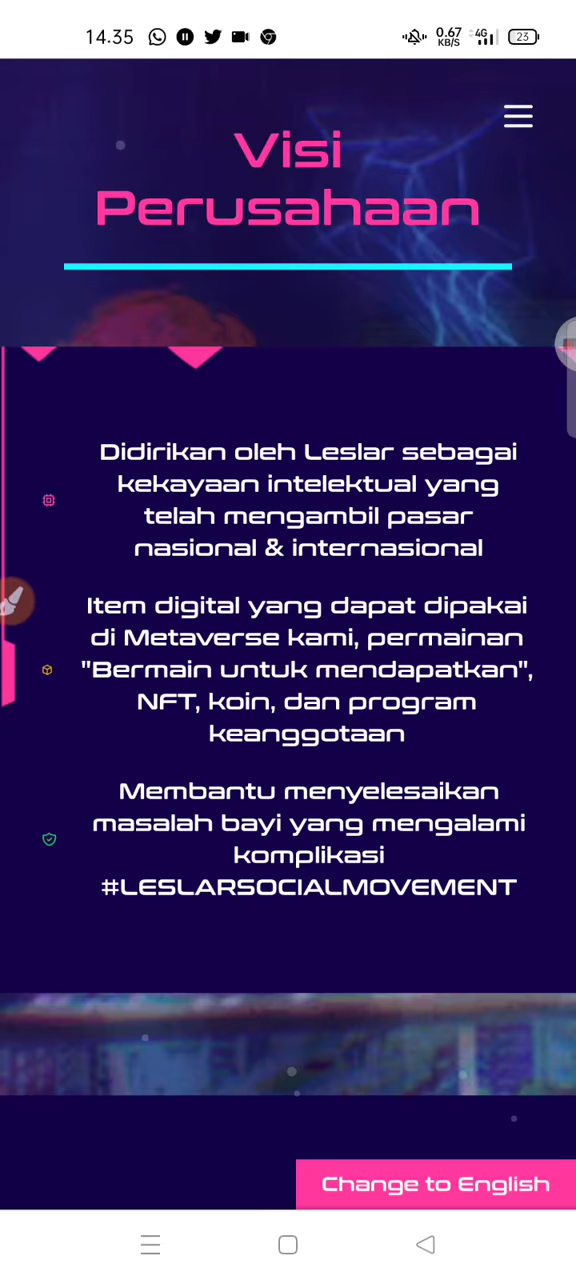 14.35
0.67
KB/S
4G
23
Visi
Perusahaan
Didirikan oleh Leslar sebagai
kekayaan intelektual yang
telah mengambil pasar
nasional & internasional
Item digital yang dapat dipakai
di Metaverse kami, permainan
"Bermain untuk mendapatkan",
NFT, koin, dan program
keanggotaan
Membantu menyelesaikan
masalah bayi yang mengalami
komplikasi
#LESLARSOCIALMOVEMENT
Change to English